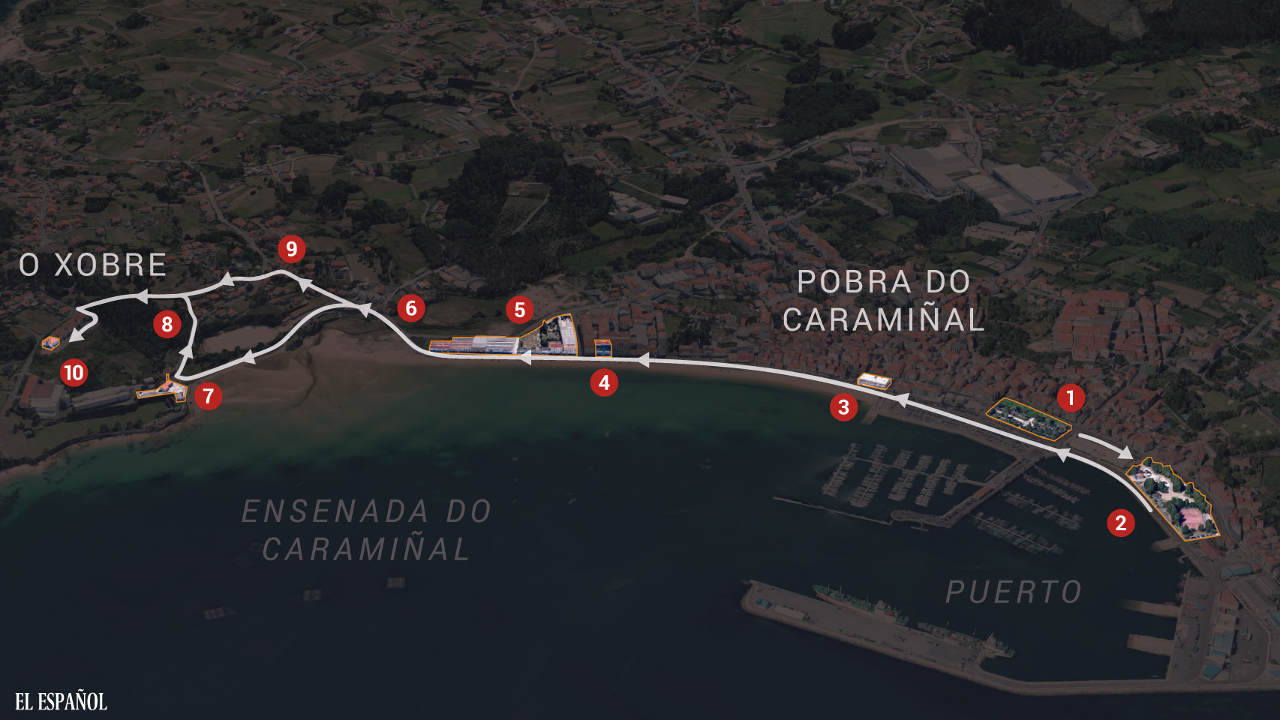 9
O XOBRE
POBRA DO
CARAMIÑAL
6
5
8
10
4
7
3
1
ENSENADA DO
CARAMIÑAL
2
PUERTO
EL ESPAÑOL